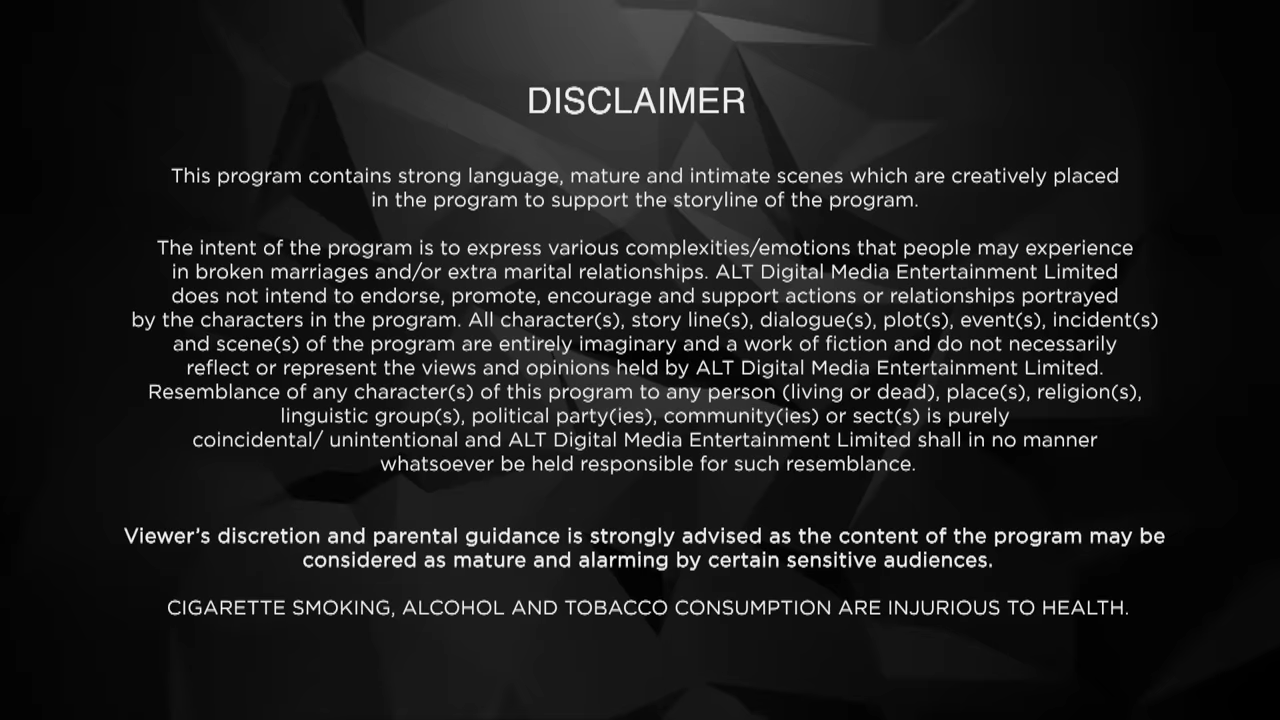 DISCLAIMER
This program contains strong language, mature and intimate scenes which are creatively placed
in the program to support the storyline of the program.
The intent of the program is to express various complexities/emotions that people may experience
in broken marriages and/or extra marital relationships. ALT Digital Media Entertainment Limited
does not intend to endorse, promote, encourage and support actions or relationships portrayed
by the characters in the program. All character(s), story line(s), dialogue(s), plot(s), event(s), incident(s)
and scene(s) of the program are entirely imaginary and a work of fiction and do not necessarily
reflect or represent the views and opinions held by ALT Digital Media Entertainment Limited.
Resemblance of any character(s) of this program to any person (living or dead), place(s), religion(s),
linguistic group(s), political party(ies), community(ies) or sect(s) is purely
coincidental/ unintentional and ALT Digital Media Entertainment Limited shall in no manner
whatsoever be held responsible for such resemblance.
Viewer's discretion and parental guidance is strongly advised as the content of the program may be
considered as mature and alarming by certain sensitive audiences.
CIGARETTE SMOKING, ALCOHOL AND TOBACCO CONSUMPTION ARE INJURIOUS TO HEALTH.